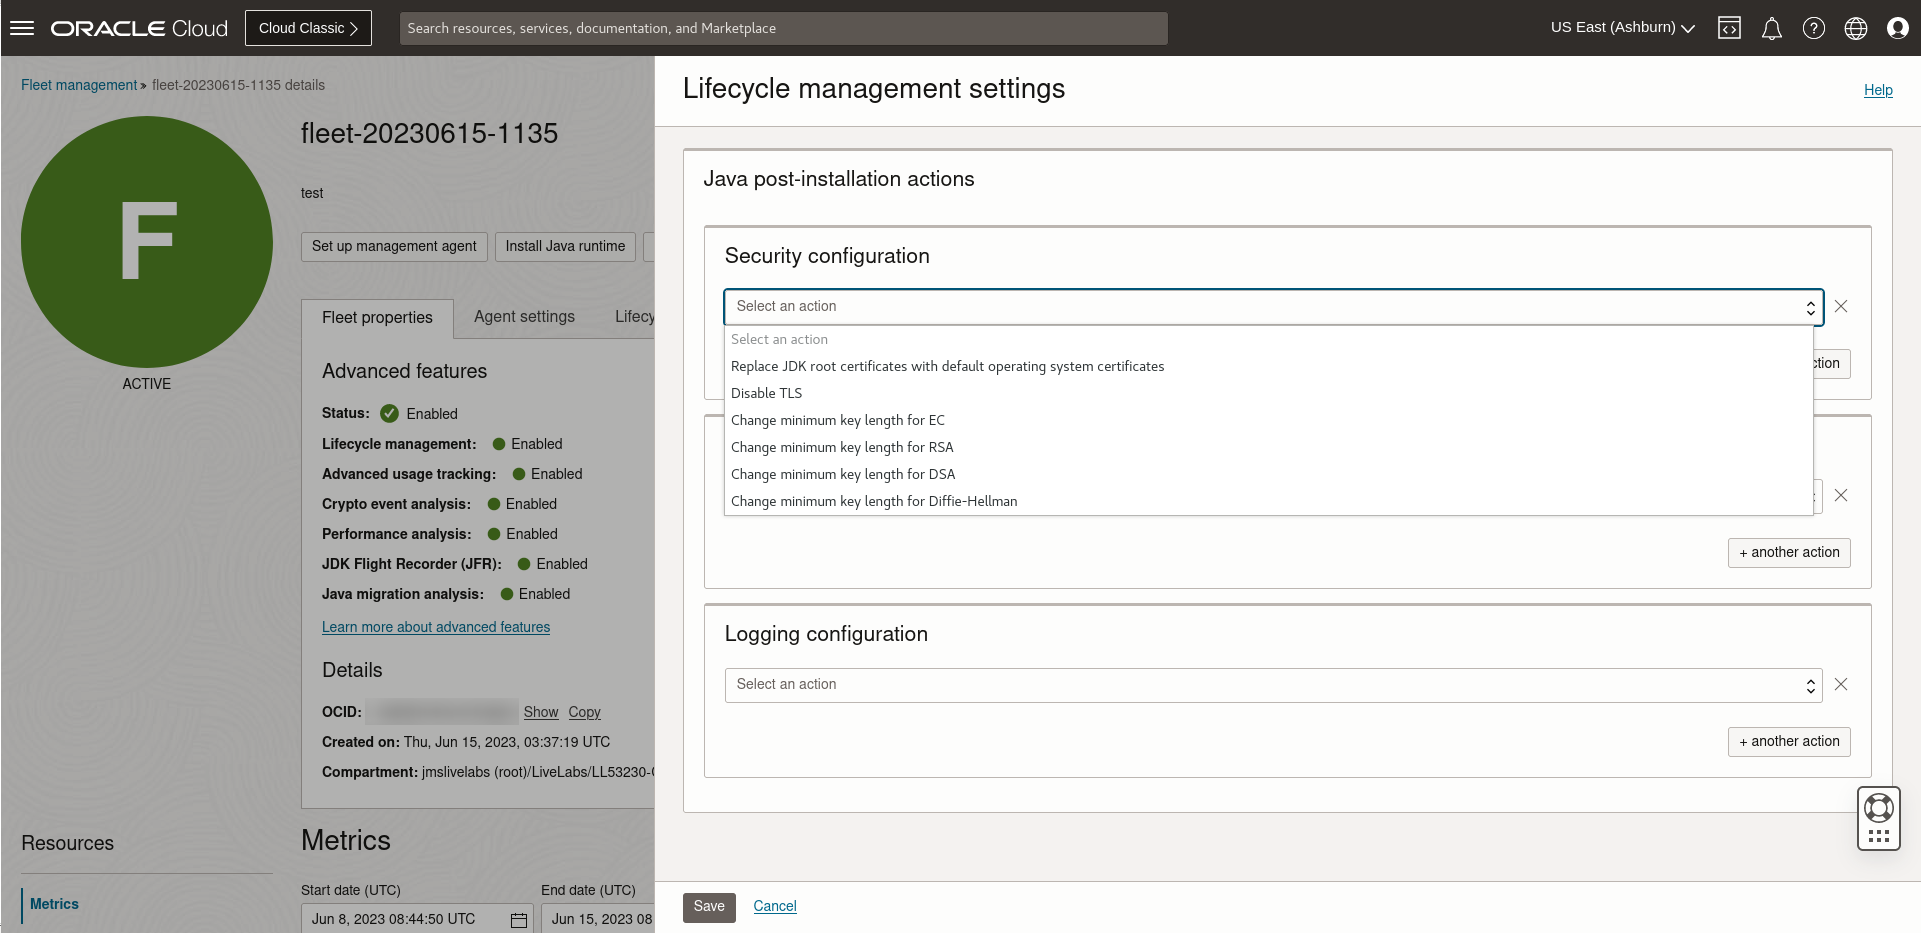 ORACLE Cloud
Cloud Classic
Search resources, services, documentation, and Marketplace
US East (Ashburn)
Fleet management » fleet-20230615-1135 details
F
ACTIVE
fleet-20230615-1135
test
Set up management agent
Install Java runtime
Fleet properties
Agent settings
Lifecy
Advanced features
Status: Enabled
Lifecycle management: Enabled
Advanced usage tracking: Enabled
Crypto event analysis: Enabled
Performance analysis: Enabled
JDK Flight Recorder (JFR): Enabled
Java migration analysis: Enabled
Learn more about advanced features
Details
OCID: Show Copy
Created on: Thu, Jun 15, 2023, 03:37:19 UTC
Compartment: jmslivelabs (root)/LiveLabs/LL53230-
Resources
Metrics
Metrics
Start date (UTC)
End date (UTC)
Jun 8, 2023 08:44:50 UTC
Jun 15, 2023 08
Lifecycle management settings
Help
Java post-installation actions
Security configuration
Select an action
Select an action
Replace JDK root certificates with default operating system certificates
Disable TLS
Change minimum key length for EC
Change minimum key length for RSA
Change minimum key length for DSA
Change minimum key length for Diffie-Hellman
ction
+ another action
Logging configuration
Select an action
+ another action
Save
Cancel